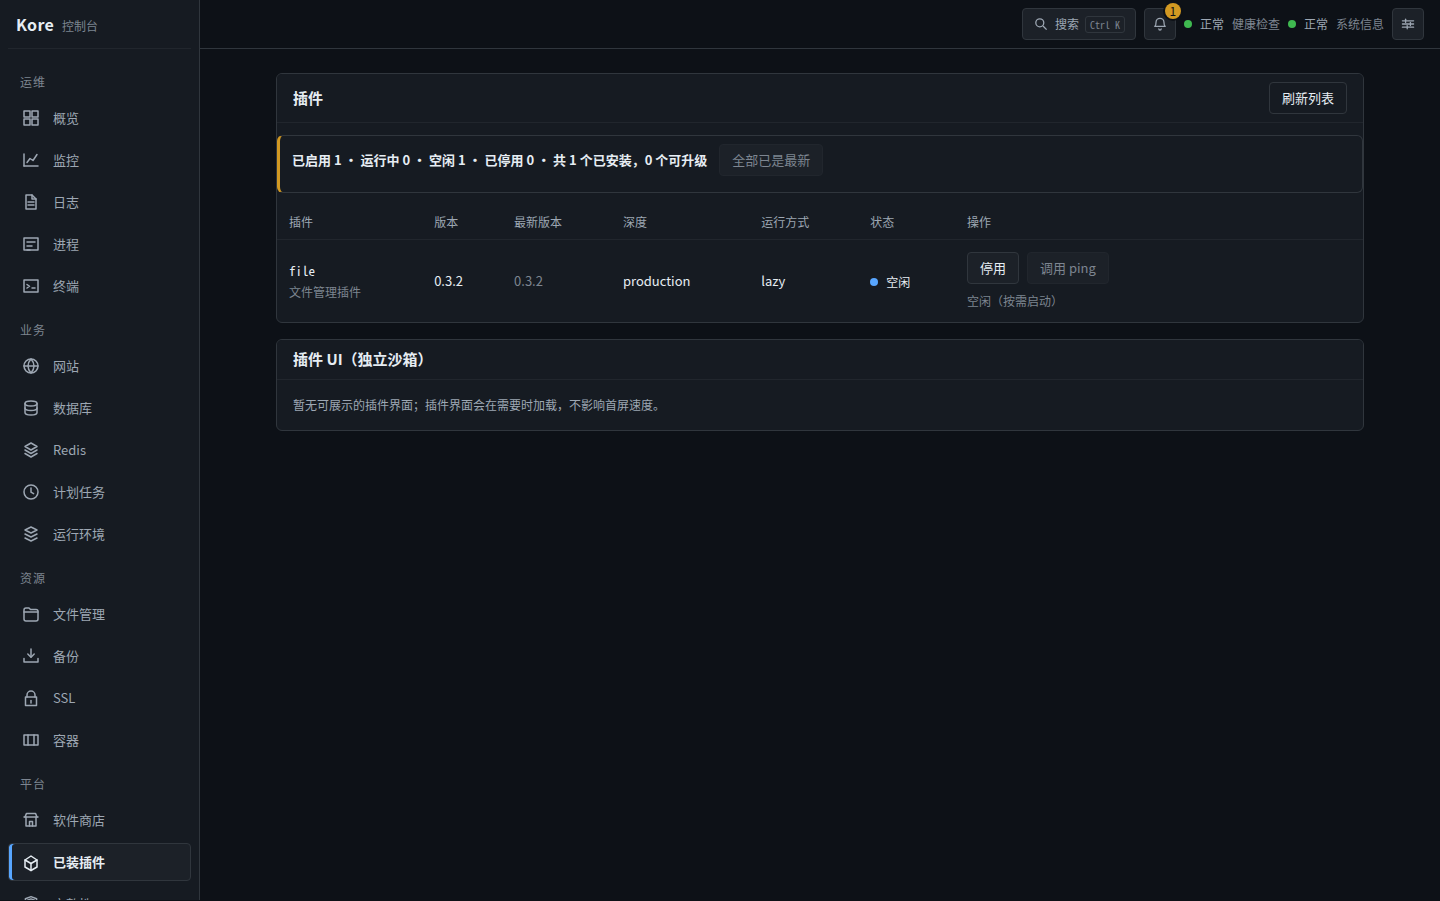 Kore 控制台
搜索 Ctrl K
1
正常 健康检查
正常 系统信息
运维
概览
监控
日志
进程
终端
业务
网站
数据库
Redis
计划任务
运行环境
资源
文件管理
备份
SSL
容器
平台
软件商店
已装插件
插件
刷新列表
已启用 1 · 运行中 0 · 空闲 1 · 已停用 0 · 共 1 个已安装，0 个可升级
全部已是最新
插件 版本 最新版本 深度 运行方式 状态 操作
file
文件管理插件
0.3.2 0.3.2 production lazy 空闲
停用 调用 ping
空闲（按需启动）
插件 UI（独立沙箱）
暂无可展示的插件界面；插件界面会在需要时加载，不影响首屏速度。